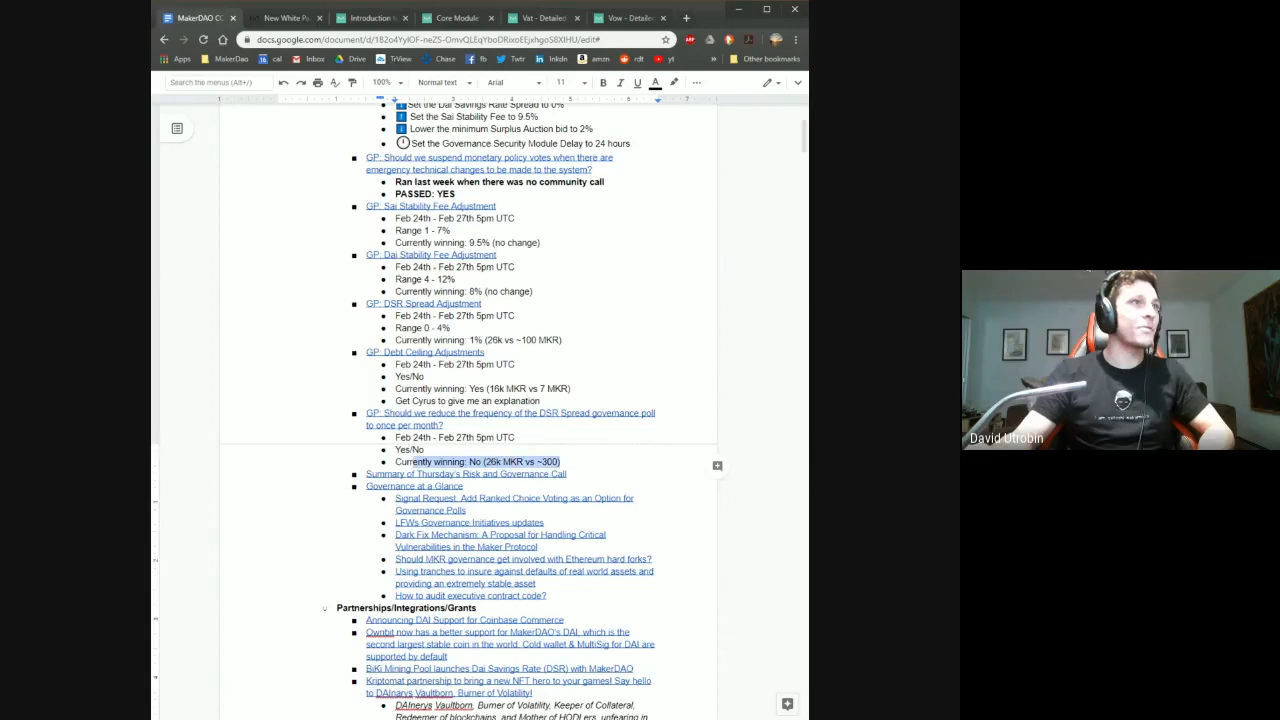 MakerDAO CC
New White Pa
Introduction t
Core Module
Vat - Detailed
Vow - Detailed
docs.google.com/document/d/
Apps
MakerDao
cal
Inbox
Drive
TrView
Chase
fb
Twtr
lnkdn
amzn
rdt
yt
»
Other bookmarks
Search the menus (Alt+/)
100%
Normal text
Arial
11
B
I
U
A
Set the Dai Savings Rate Spread to 0%
Set the Sai Stability Fee to 9.5%
Lower the minimum Surplus Auction bid to 2%
Set the Governance Security Module Delay to 24 hours
GP: Should we suspend monetary policy votes when there are
emergency technical changes to be made to the system?
Ran last week when there was no community call
PASSED: YES
GP: Sai Stability Fee Adjustment
Feb 24th - Feb 27th 5pm UTC
Range 1 - 7%
Currently winning: 9.5% (no change)
GP: Dai Stability Fee Adjustment
Feb 24th - Feb 27th 5pm UTC
Range 4 - 12%
Currently winning: 8% (no change)
GP: DSR Spread Adjustment
Feb 24th - Feb 27th 5pm UTC
Range 0 - 4%
Currently winning: 1% (26k vs ~100 MKR)
GP: Debt Ceiling Adjustments
Feb 24th - Feb 27th 5pm UTC
Yes/No
Currently winning: Yes (16k MKR vs 7 MKR)
Get Cyrus to give me an explanation
GP: Should we reduce the frequency of the DSR Spread governance poll
to once per month?
Feb 24th - Feb 27th 5pm UTC
Yes/No
Currently winning: No (26k MKR vs ~300)
Summary of Thursday's Risk and Governance Call
Governance at a Glance
Signal Request: Add Ranked Choice Voting as an Option for
Governance Polls
LFWs Governance Initiatives updates
Dark Fix Mechanism: A Proposal for Handling Critical
Vulnerabilities in the Maker Protocol
Should MKR governance get involved with Ethereum hard forks?
Using tranches to insure against defaults of real world assets and
providing an extremely stable asset
How to audit executive contract code?
Partnerships/Integrations/Grants
Announcing DAI Support for Coinbase Commerce
Ownbit now has a better support for MakerDAO's DAI, which is the
second largest stable coin in the world. Cold wallet & MultiSig for DAI are
supported by default
BiKi Mining Pool launches Dai Savings Rate (DSR) with MakerDAO
Kriptomat partnership to bring a new NFT hero to your games! Say hello
to DAInarys Vaultborn, Burner of Volatility!
DAInerys Vaultborn, Burner of Volatility, Keeper of Collateral,
Redeemer of blockchains, and Mother of HODLers, unfearing in
David Utrobin